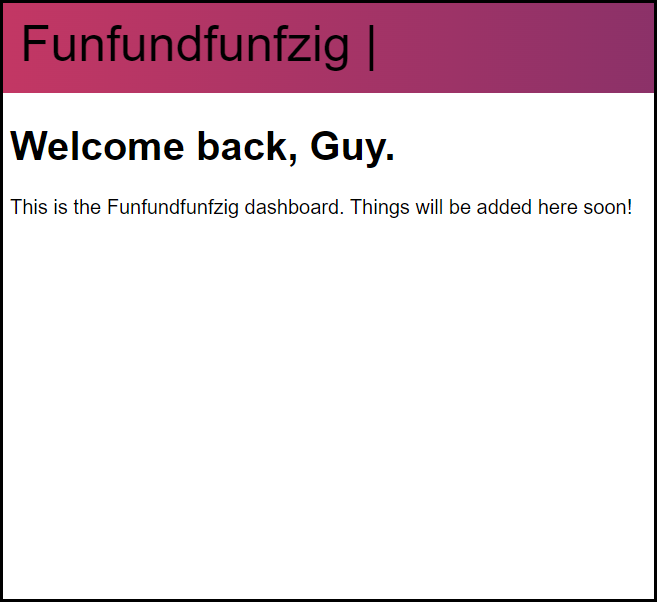 Funfundfunfzig |
Welcome back, Guy.
This is the Funfundfunfzig dashboard. Things will be added here soon!